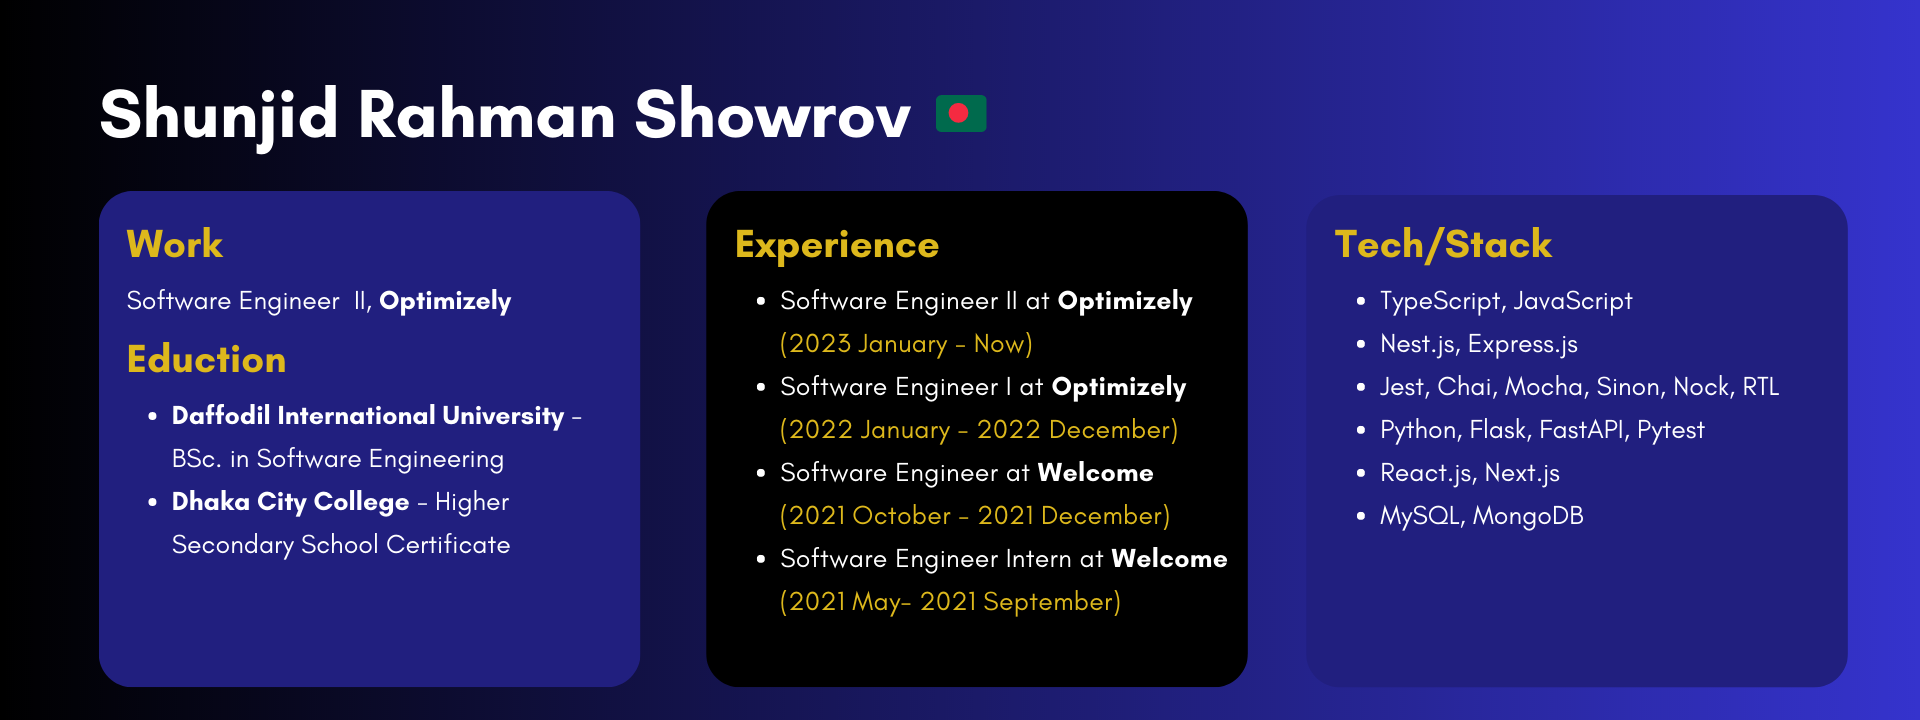 Shunjid Rahman Showrov
Work
Software Engineer  II, Optimizely
Eduction
• Daffodil International University -
BSc. in Software Engineering
• Dhaka City College - Higher
Secondary School Certificate
Experience
• Software Engineer II at Optimizely
(2023 January - Now)
• Software Engineer I at Optimizely
(2022 January - 2022 December)
• Software Engineer at Welcome
(2021 October - 2021 December)
• Software Engineer Intern at Welcome
(2021 May- 2021 September)
Tech/Stack
• TypeScript, JavaScript
• Nest.js, Express.js
• Jest, Chai, Mocha, Sinon, Nock, RTL
• Python, Flask, FastAPI, Pytest
• React.js, Next.js
• MySQL, MongoDB